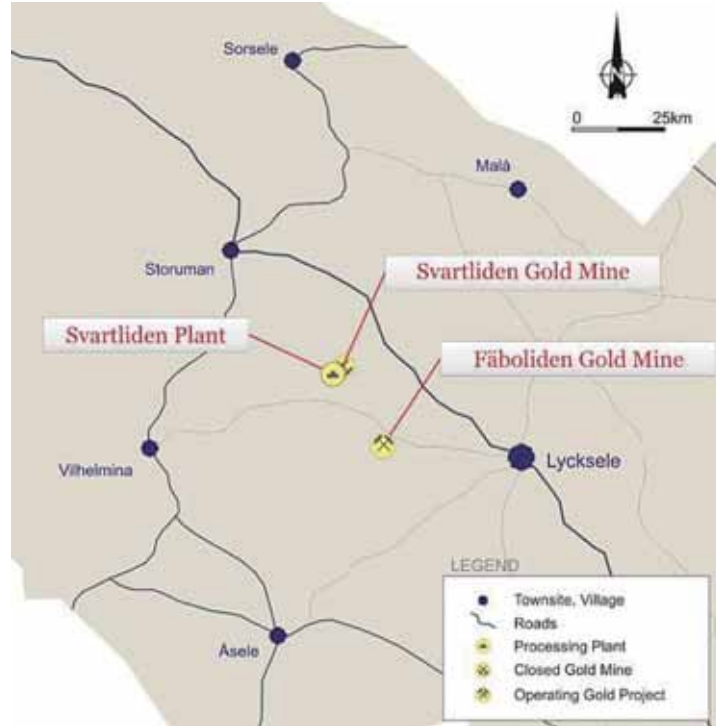 Sorsele
0 25km
Malå
Storuman
Svartliden Gold Mine
Svartliden Plant
Fäboliden Gold Mine
Vilhelmina
Lycksele
LEGEND
Townsite, Village
Roads
Processing Plant
Closed Gold Mine
Operating Gold Project
Åsele